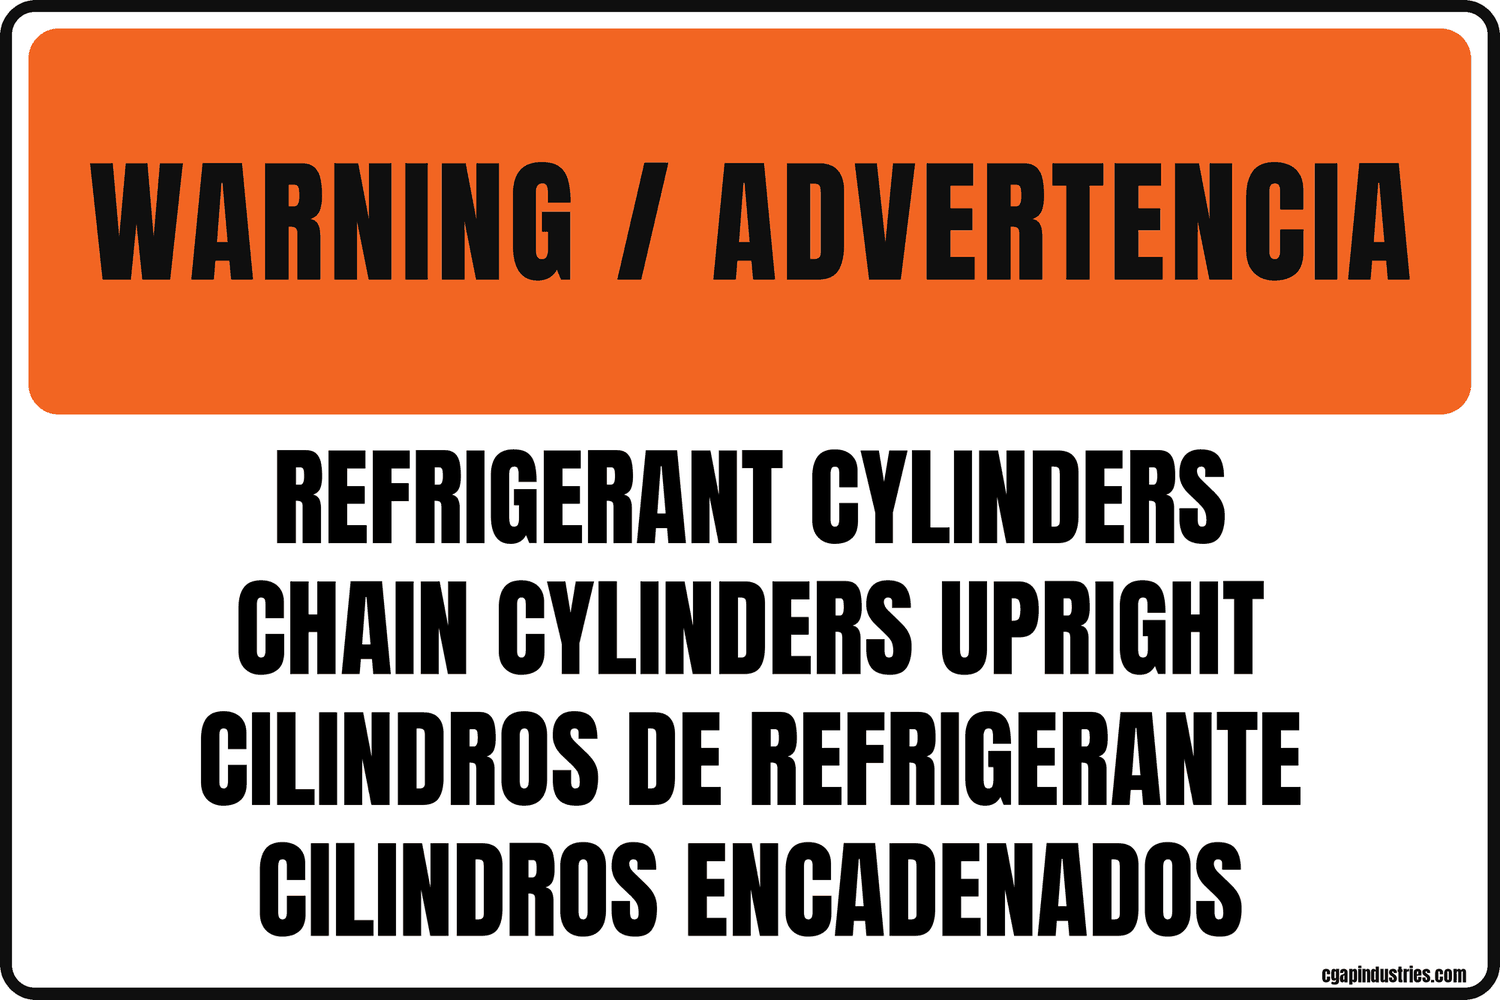 WARNING / ADVERTENCIA
REFRIGERANT CYLINDERS
CHAIN CYLINDERS UPRIGHT
CILINDROS DE REFRIGERANTE
CILINDROS ENCADENADOS
cgapindustries.com